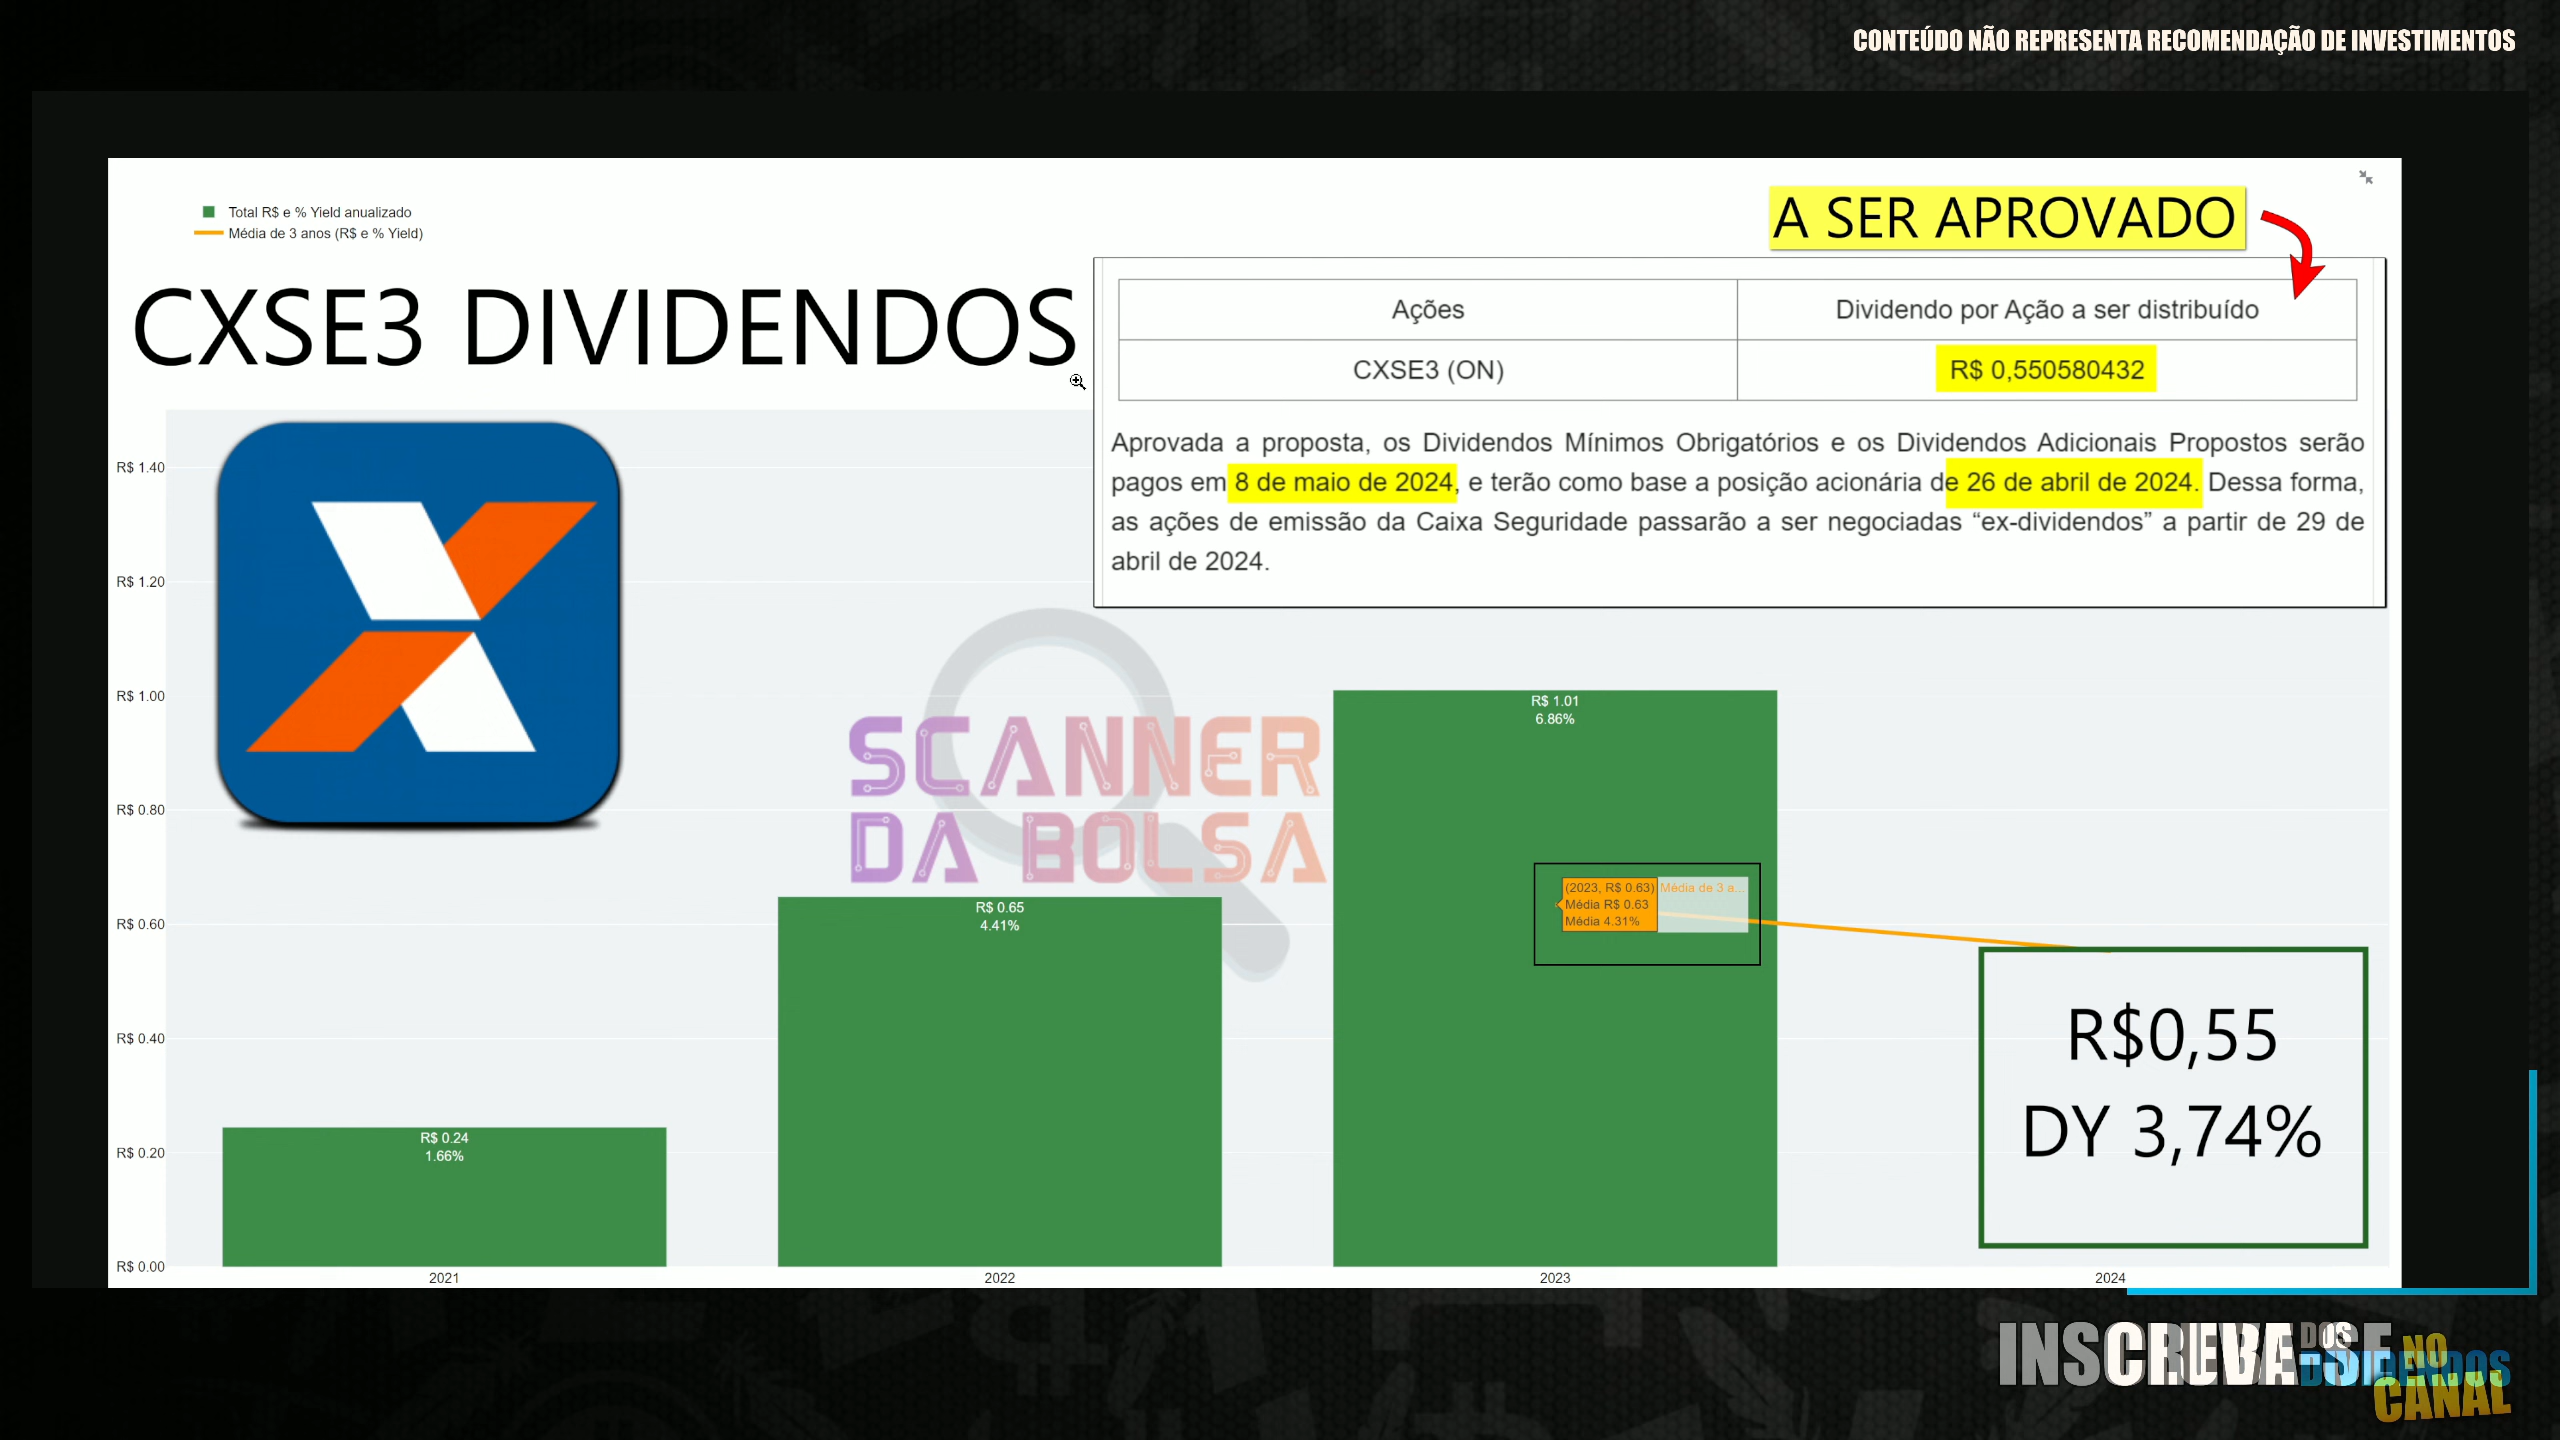 CONTEÚDO NÃO REPRESENTA RECOMENDAÇÃO DE INVESTIMENTOS
Total R$ e % Yield anualizado
Média de 3 anos (R$ e % Yield)
A SER APROVADO
CXSE3 DIVIDENDOS
Ações
Dividendo por Ação a ser distribuído
CXSE3 (ON)
R$ 0,550580432
Aprovada a proposta, os Dividendos Mínimos Obrigatórios e os Dividendos Adicionais Propostos serão
pagos em 8 de maio de 2024, e terão como base a posição acionária de 26 de abril de 2024. Dessa forma,
as ações de emissão da Caixa Seguridade passarão a ser negociadas “ex-dividendos” a partir de 29 de
abril de 2024.
R$ 1.40
R$ 1.20
R$ 1.00
R$ 0.80
R$ 0.60
R$ 0.40
R$ 0.20
R$ 0.00
SCANNER
DA BOLSA
R$ 0.24
1.66%
R$ 0.65
4.41%
R$ 1.01
6.86%
(2023, R$ 0.63) Média de 3 a...
Média R$ 0.63
Média 4.31%
R$0,55
DY 3,74%
2021
2022
2023
2024
INSCREVA-SE
NO
CANAL
DOS
DIVIDENDOS